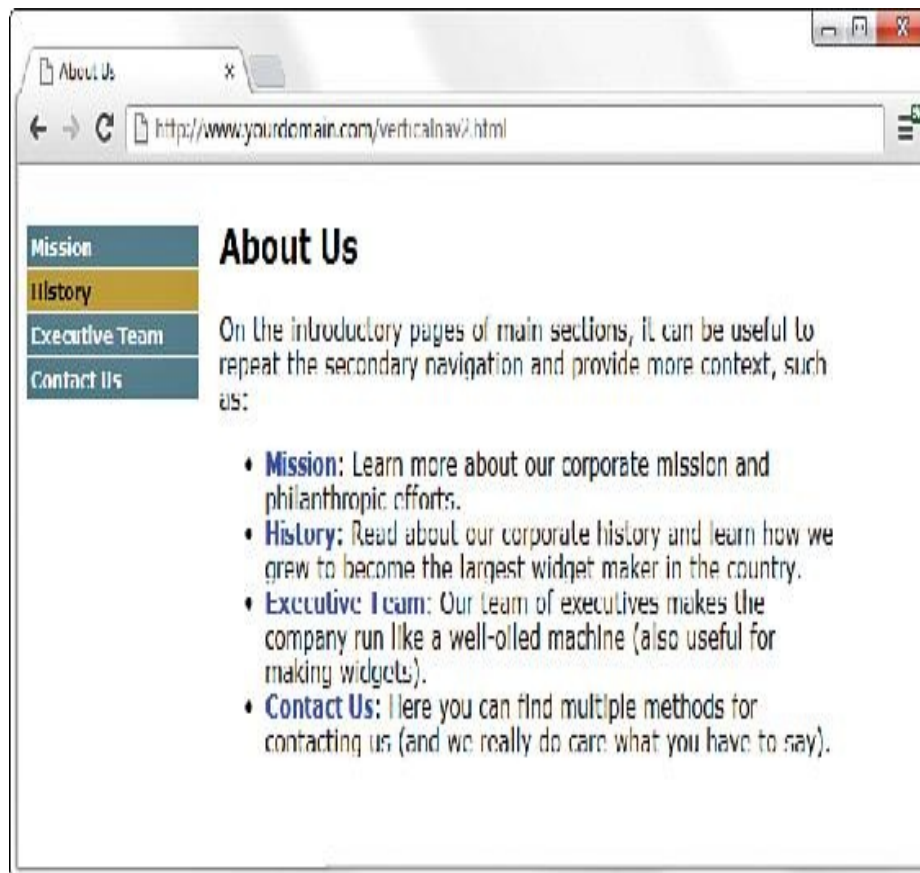 About Us
http://www.yourdomain.com/verticalnav2.html
Mission
History
Executive Team
Contact Us
About Us
On the introductory pages of main sections, it can be useful to
repeat the secondary navigation and provide more context, such
as:
• Mission: Learn more about our corporate mission and
philanthropic efforts.
• History: Read about our corporate history and learn how we
grew to become the largest widget maker in the country.
• Executive Team: Our team of executives makes the
company run like a well-oiled machine (also useful for
making widgets).
• Contact Us: Here you can find multiple methods for
contacting us (and we really do care what you have to say).